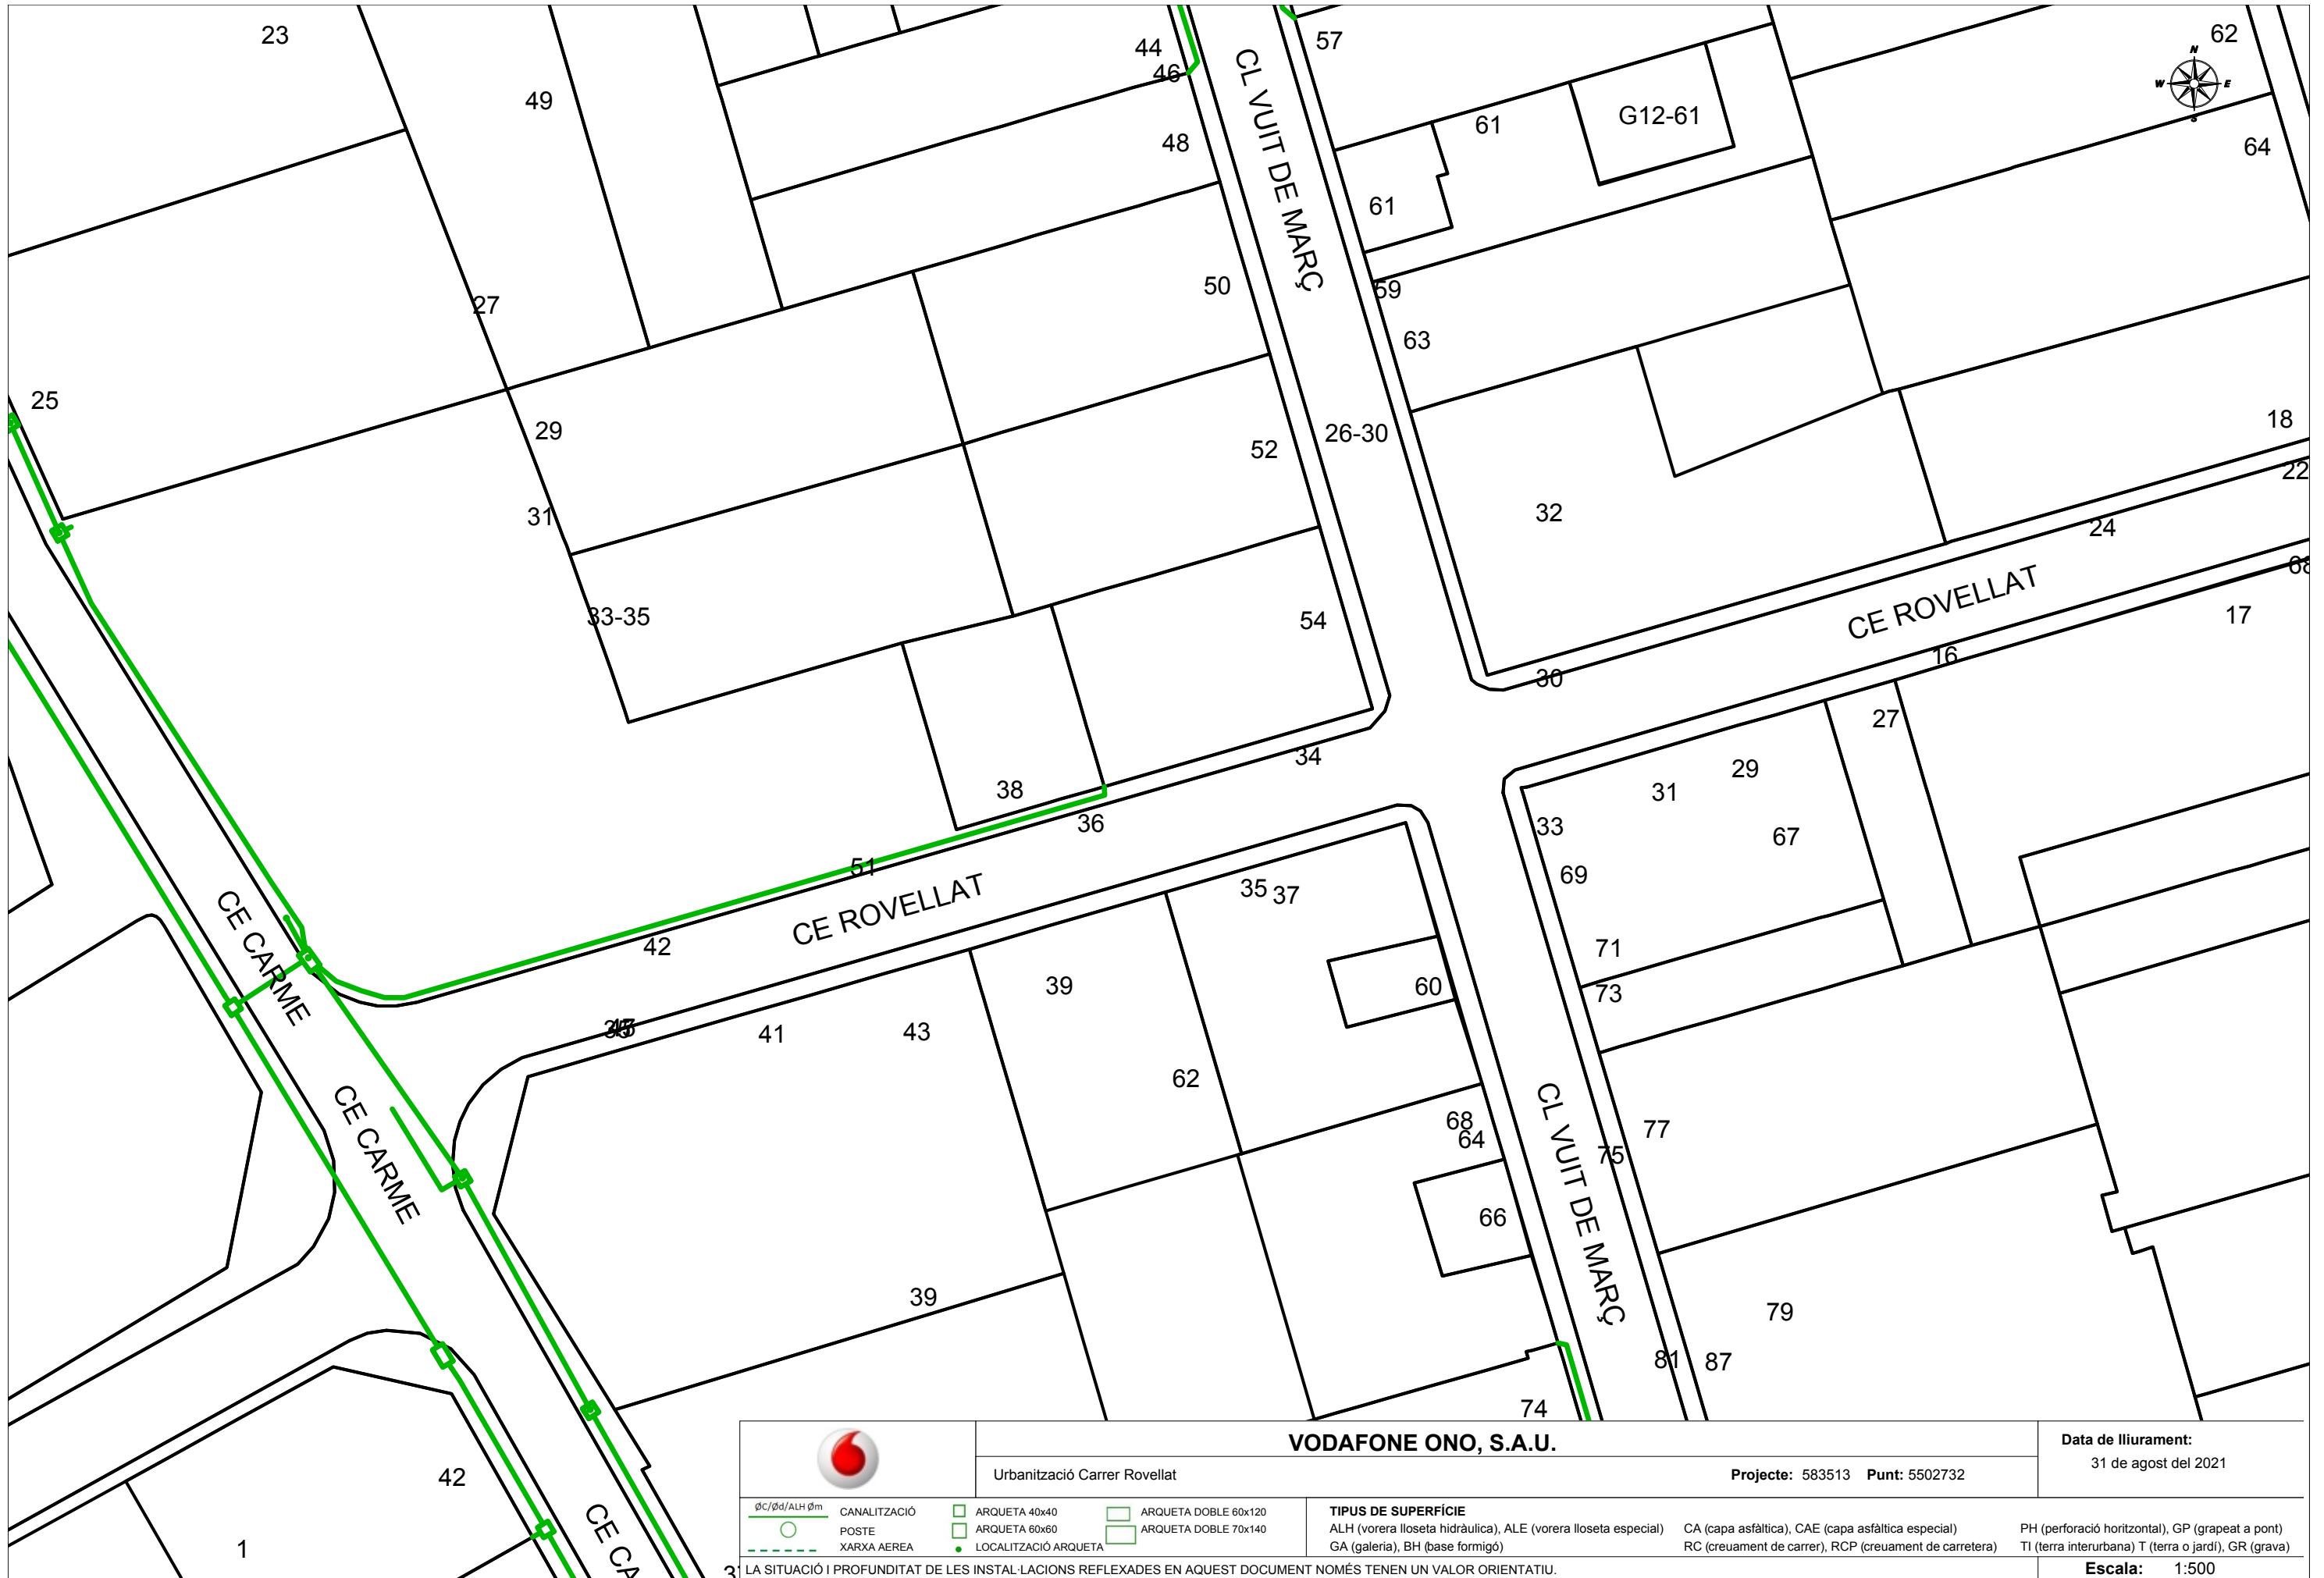 23
49
44
46
48
57
61
G12-61
62
N
W
E
S
64
61
CL VUIT DE MARÇ
27
50
59
63
25
29
52
26-30
18
22
31
32
24
33-35
54
CE ROVELLAT
68
17
16
30
27
34
38
29
31
36
33
67
51
69
35
37
CE ROVELLAT
42
71
CE CARME
39
60
73
41
43
62
68
64
77
75
CE CARME
CL VUIT DE MARÇ
66
39
79
81
87
74
42
1
CE CA
VODAFONE ONO, S.A.U.
Urbanització Carrer Rovellat
Projecte: 583513 Punt: 5502732
Data de lliurament:
31 de agost del 2021
ØC/Ød/ALH Øm
CANALITZACIÓ
POSTE
XARXA AEREA
ARQUETA 40x40
ARQUETA 60x60
LOCALITZACIÓ ARQUETA
ARQUETA DOBLE 60x120
ARQUETA DOBLE 70x140
TIPUS DE SUPERFÍCIE
ALH (vorera lloseta hidràulica), ALE (vorera lloseta especial)
GA (galeria), BH (base formigó)
CA (capa asfàltica), CAE (capa asfàltica especial)
RC (creuament de carrer), RCP (creuament de carretera)
PH (perforació horitzontal), GP (grapeat a pont)
TI (terra interurbana) T (terra o jardí), GR (grava)
LA SITUACIÓ I PROFUNDITAT DE LES INSTAL·LACIONS REFLEXADES EN AQUEST DOCUMENT NOMÉS TENEN UN VALOR ORIENTATIU.
Escala: 1:500